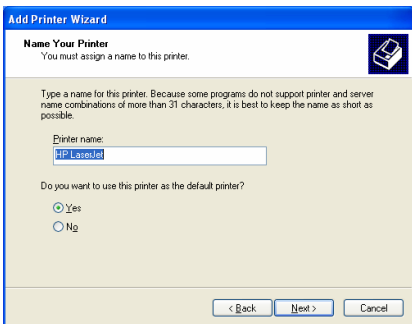 Add Printer Wizard
Name Your Printer
You must assign a name to this printer.
Type a name for this printer. Because some programs do not support printer and server
name combinations of more than 31 characters, it is best to keep the name as short as
possible.
Printer name:
HP LaserJet
Do you want to use this printer as the default printer?
Yes
No
< Back
Next >
Cancel